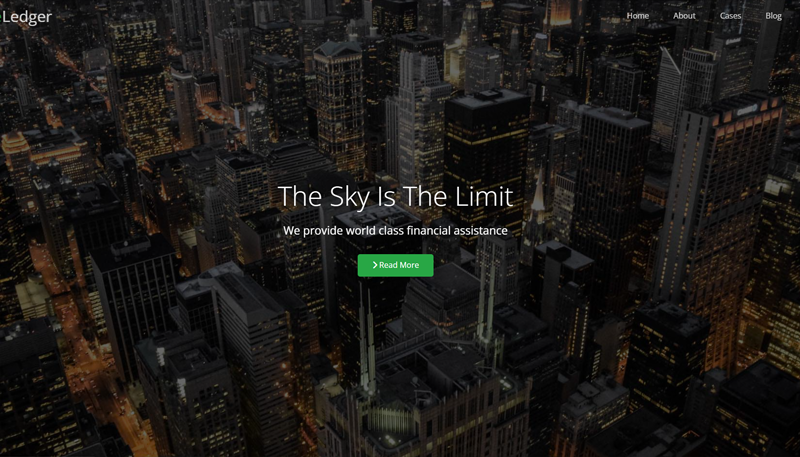 Ledger
Home About Cases Blog
The Sky Is The Limit
We provide world class financial assistance
Read More